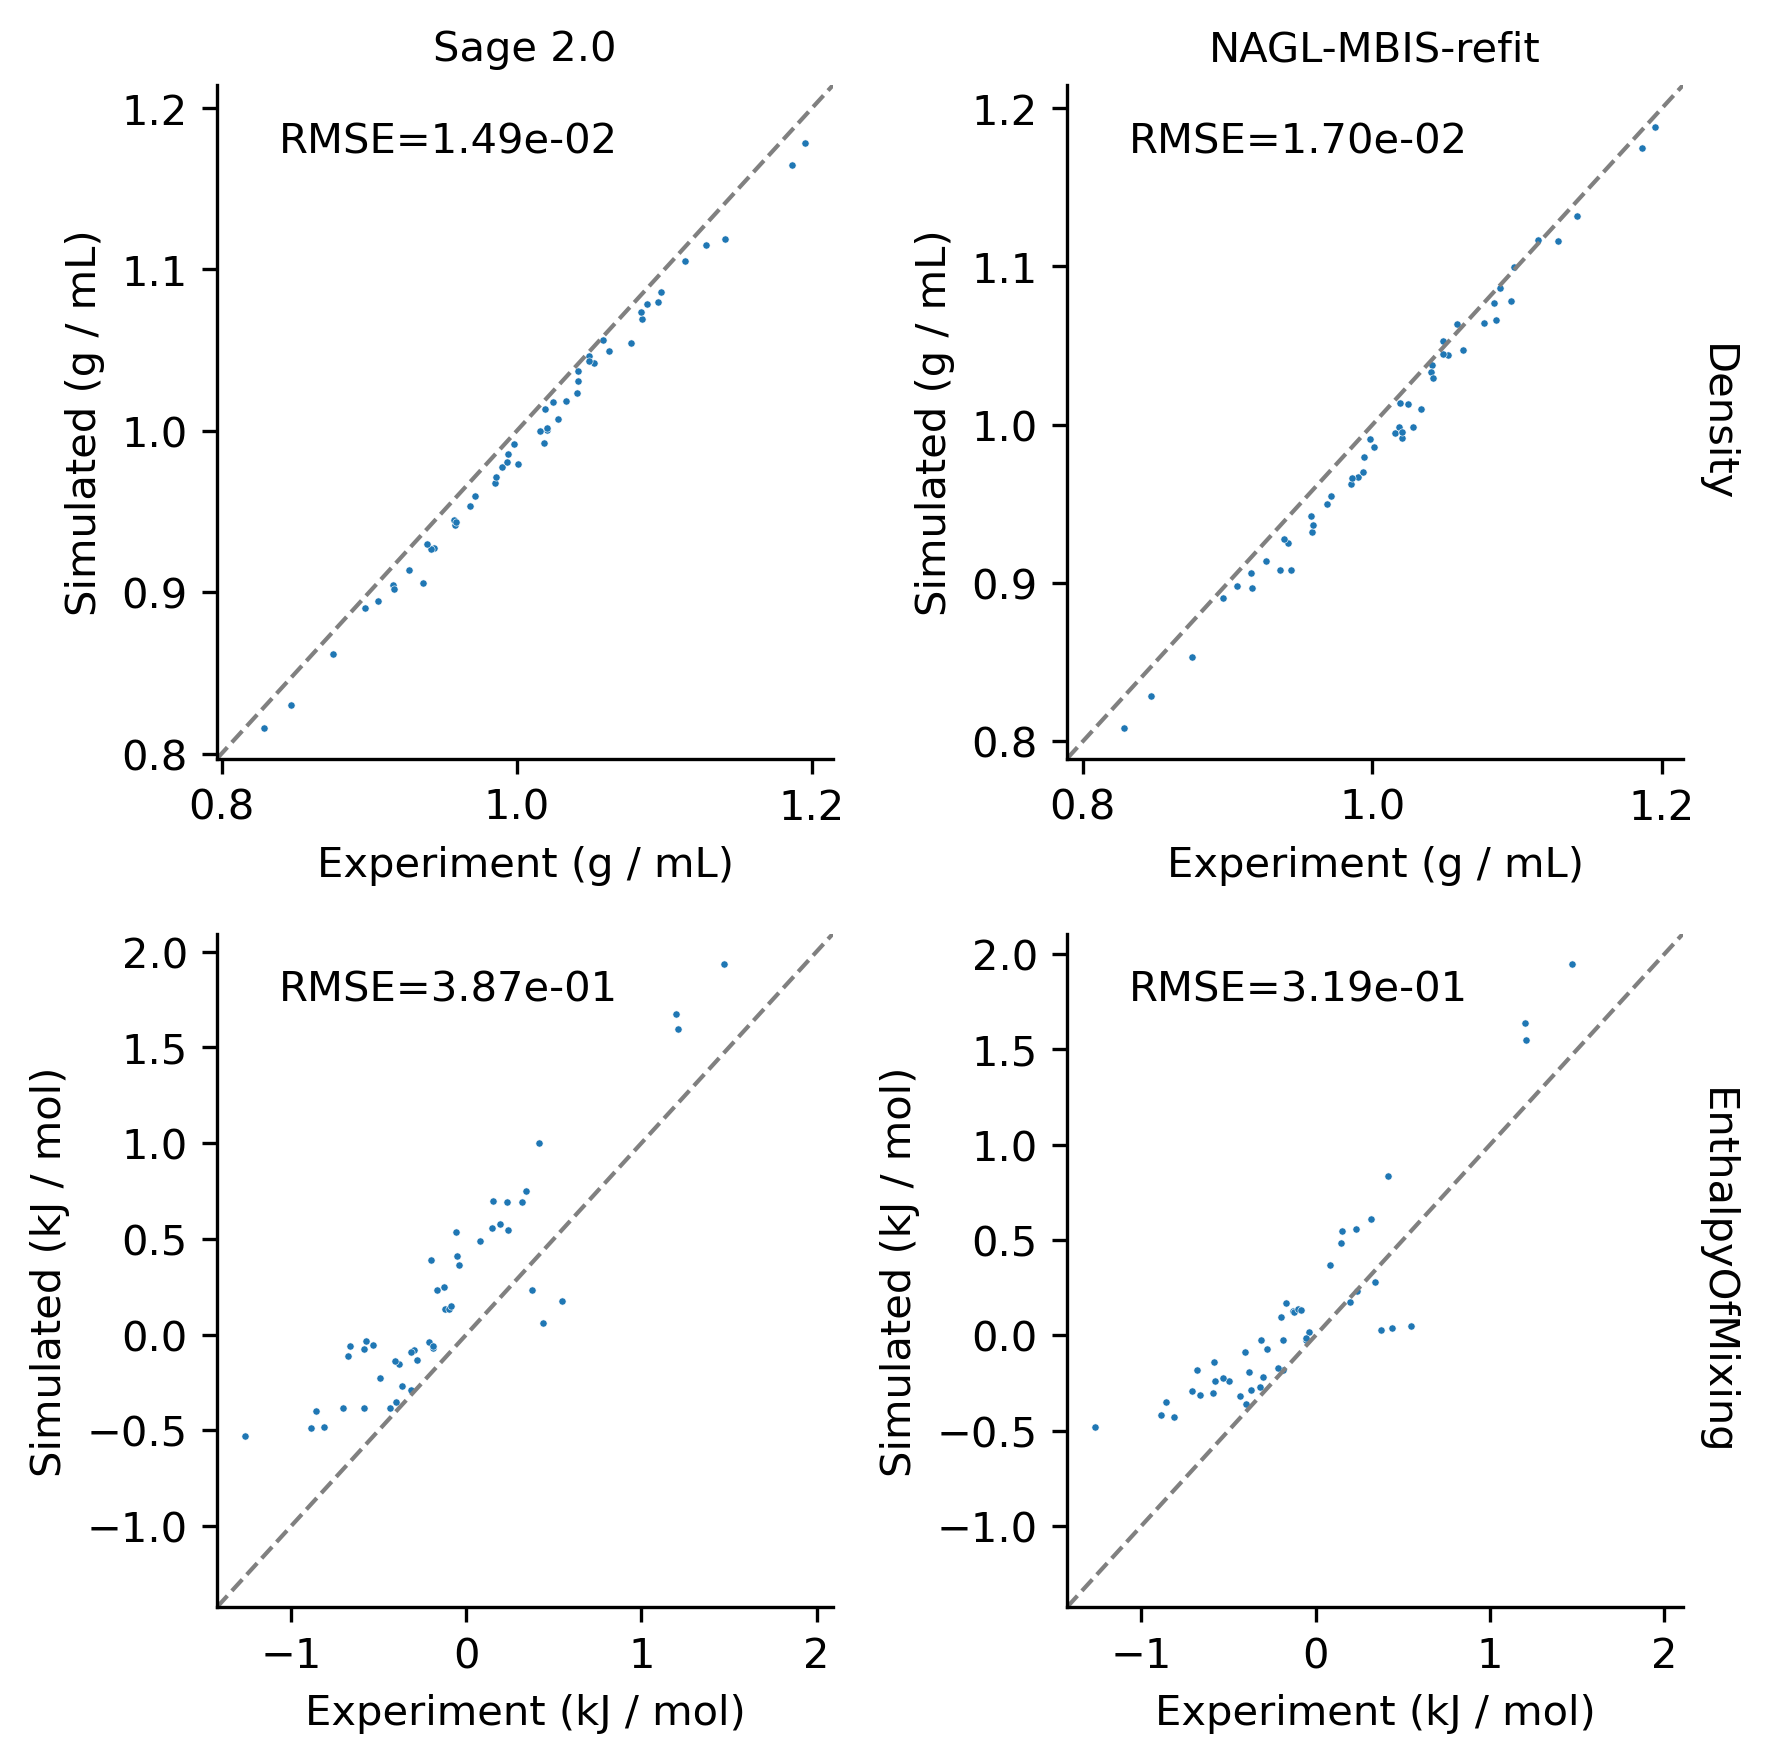 Sage 2.0
NAGL-MBIS-refit
RMSE=1.49e-02
1.2
1.1
1.0
0.9
0.8
Simulated (g / mL)
0.8 1.0 1.2
Experiment (g / mL)
RMSE=1.70e-02
1.2
1.1
1.0
0.9
0.8
Simulated (g / mL)
0.8 1.0 1.2
Experiment (g / mL)
Density
RMSE=3.87e-01
2.0
1.5
1.0
0.5
0.0
−0.5
−1.0
Simulated (kJ / mol)
−1 0 1 2
Experiment (kJ / mol)
RMSE=3.19e-01
2.0
1.5
1.0
0.5
0.0
−0.5
−1.0
Simulated (kJ / mol)
−1 0 1 2
Experiment (kJ / mol)
EnthalpyOfMixing